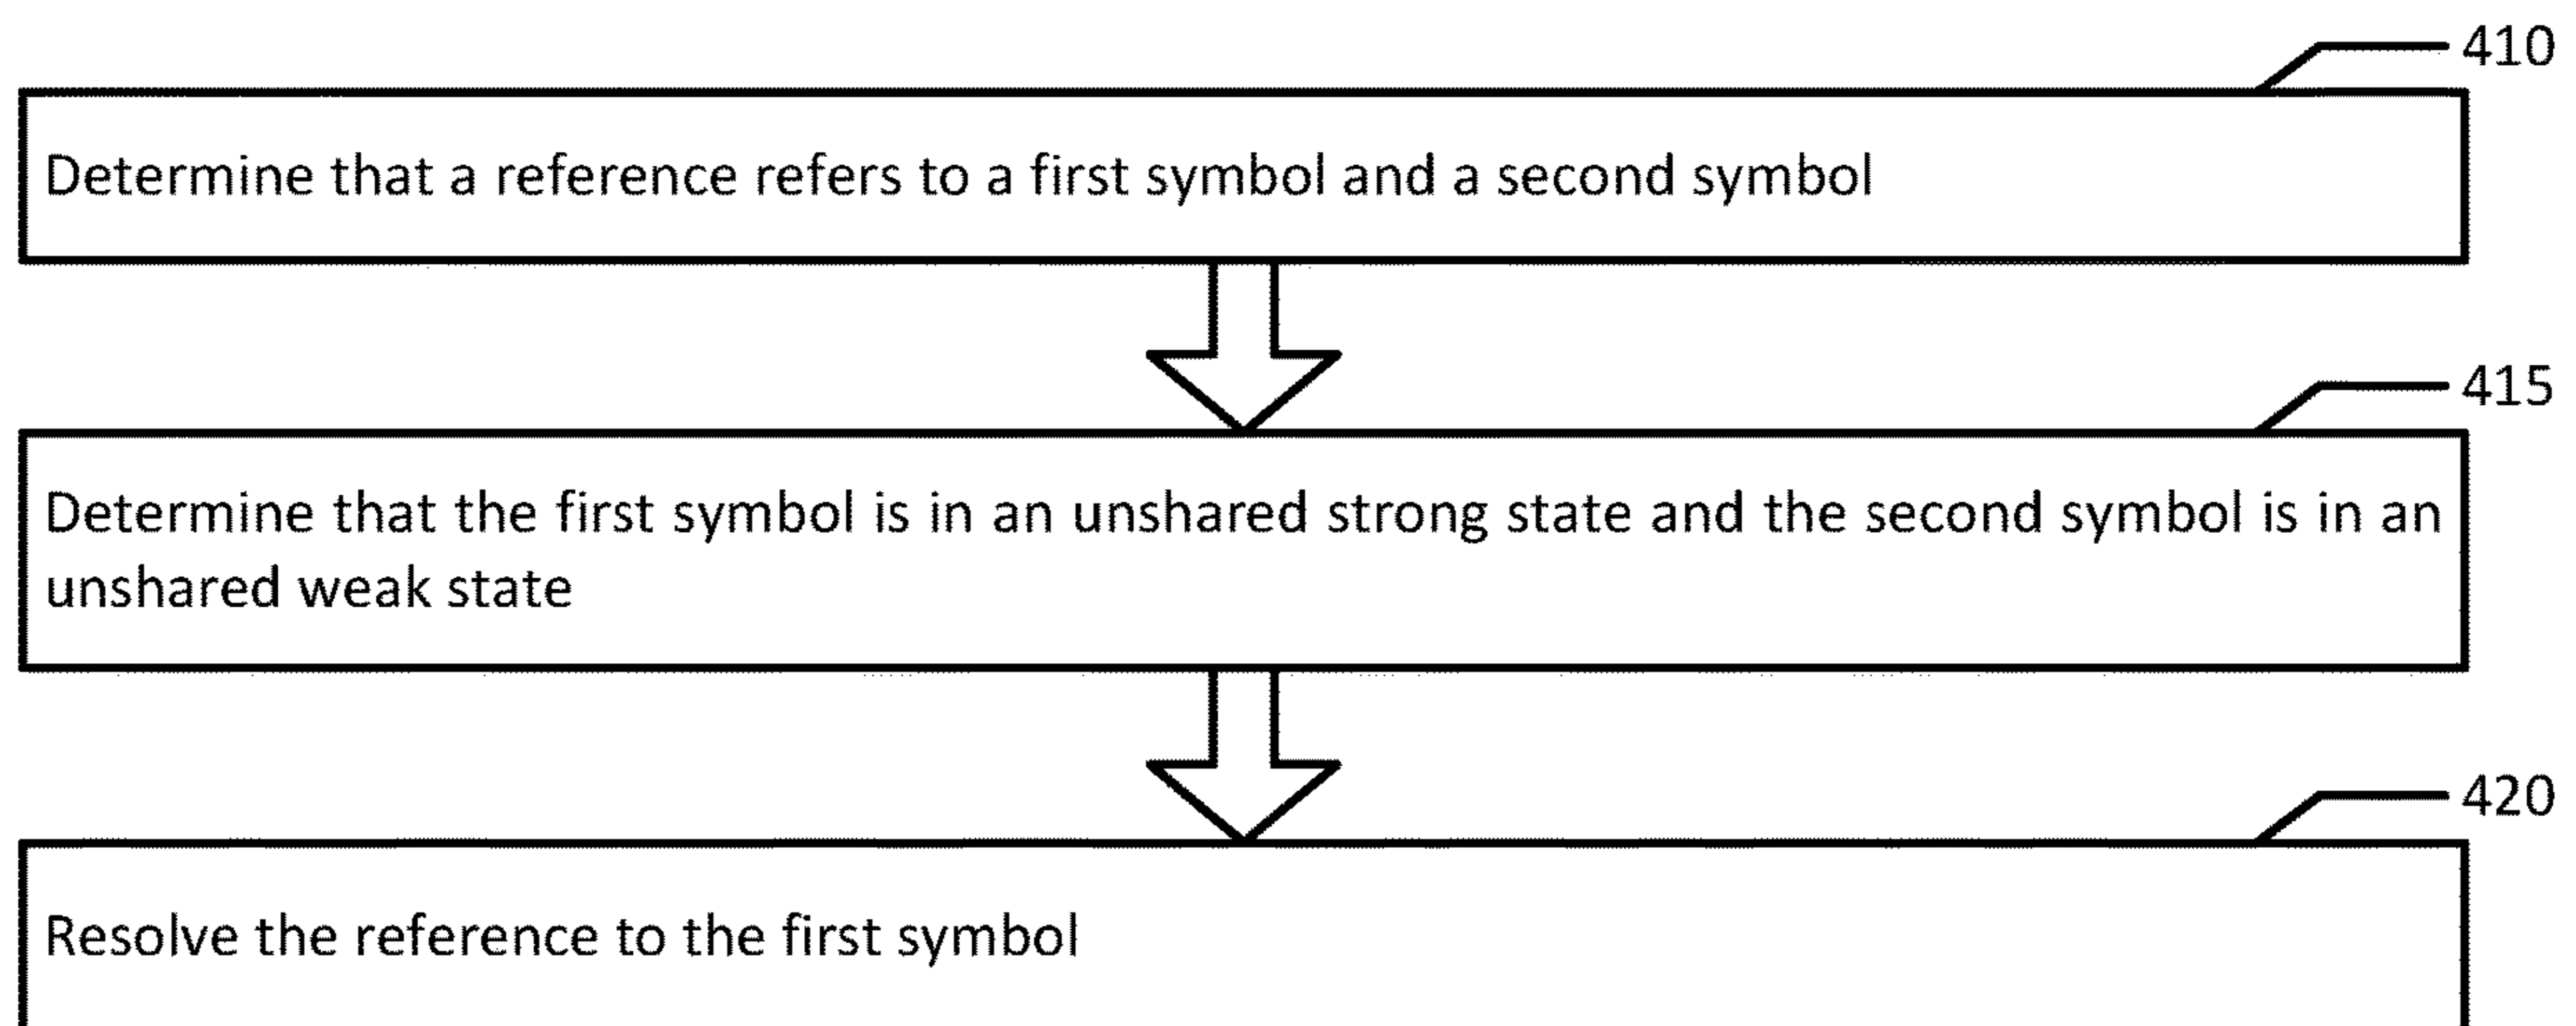 410
Determine that a reference refers to a first symbol and a second symbol
415
Determine that the first symbol is in an unshared strong state and the second symbol is in an
unshared weak state
420
Resolve the reference to the first symbol